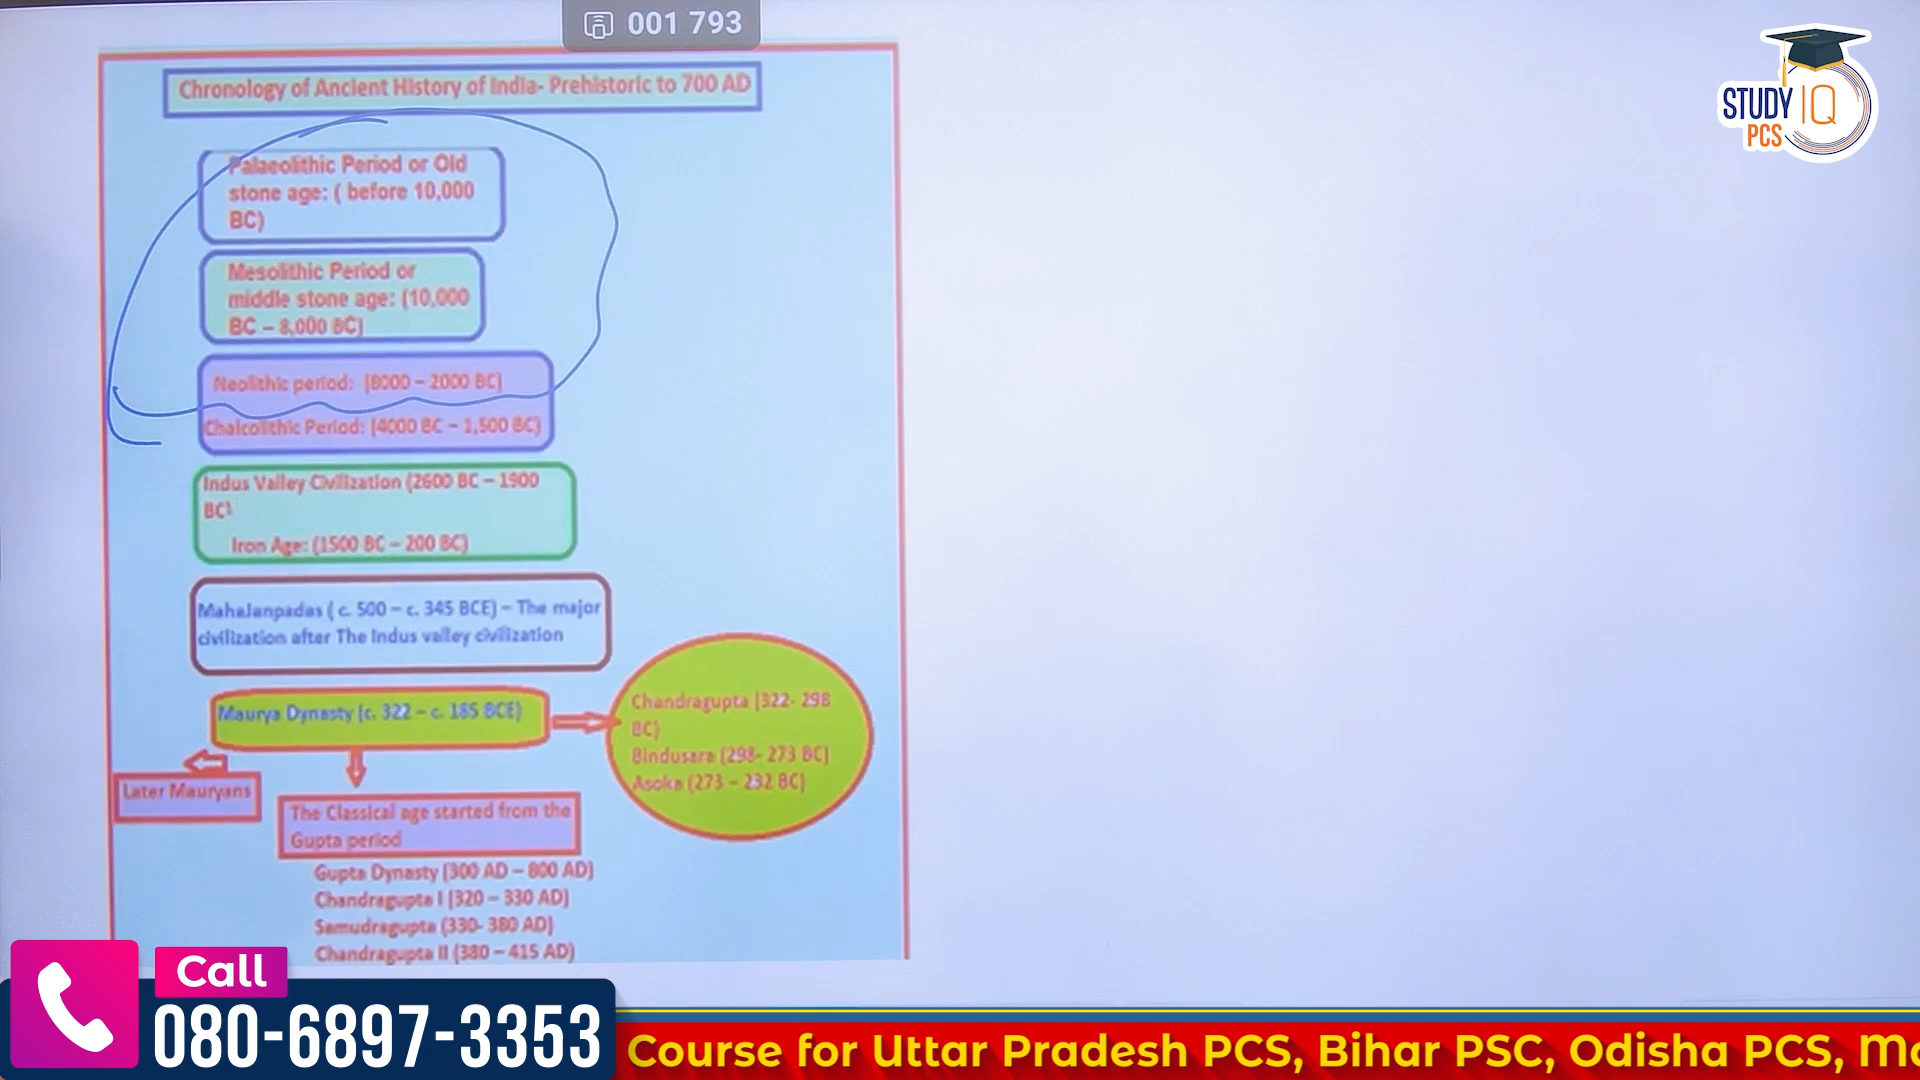 001 793
STUDY IQ
PCS
Chronology of Ancient History of India- Prehistoric to 700 AD
Palaeolithic Period or Old
stone age: ( before 10,000
BC)
Mesolithic Period or
middle stone age: (10,000
BC – 8,000 BC)
Neolithic period: (8000 – 2000 BC)
Chalcolithic Period: (4000 BC – 1,500 BC)
Indus Valley Civilization (2600 BC – 1900
BC)
Iron Age: (1500 BC – 200 BC)
MahaJanpadas ( c. 500 – c. 345 BCE) – The major
civilization after The Indus valley civilization
Maurya Dynasty (c. 322 – c. 185 BCE)
Chandragupta (322- 298
BC)
Bindusara (298- 273 BC)
Asoka (273 – 232 BC)
Later Mauryans
The Classical age started from the
Gupta period
Gupta Dynasty (300 AD – 800 AD)
Chandragupta I (320 – 330 AD)
Samudragupta (330- 380 AD)
Chandragupta II (380 – 415 AD)
Call
080-6897-3353
Course for Uttar Pradesh PCS, Bihar PSC, Odisha PCS,